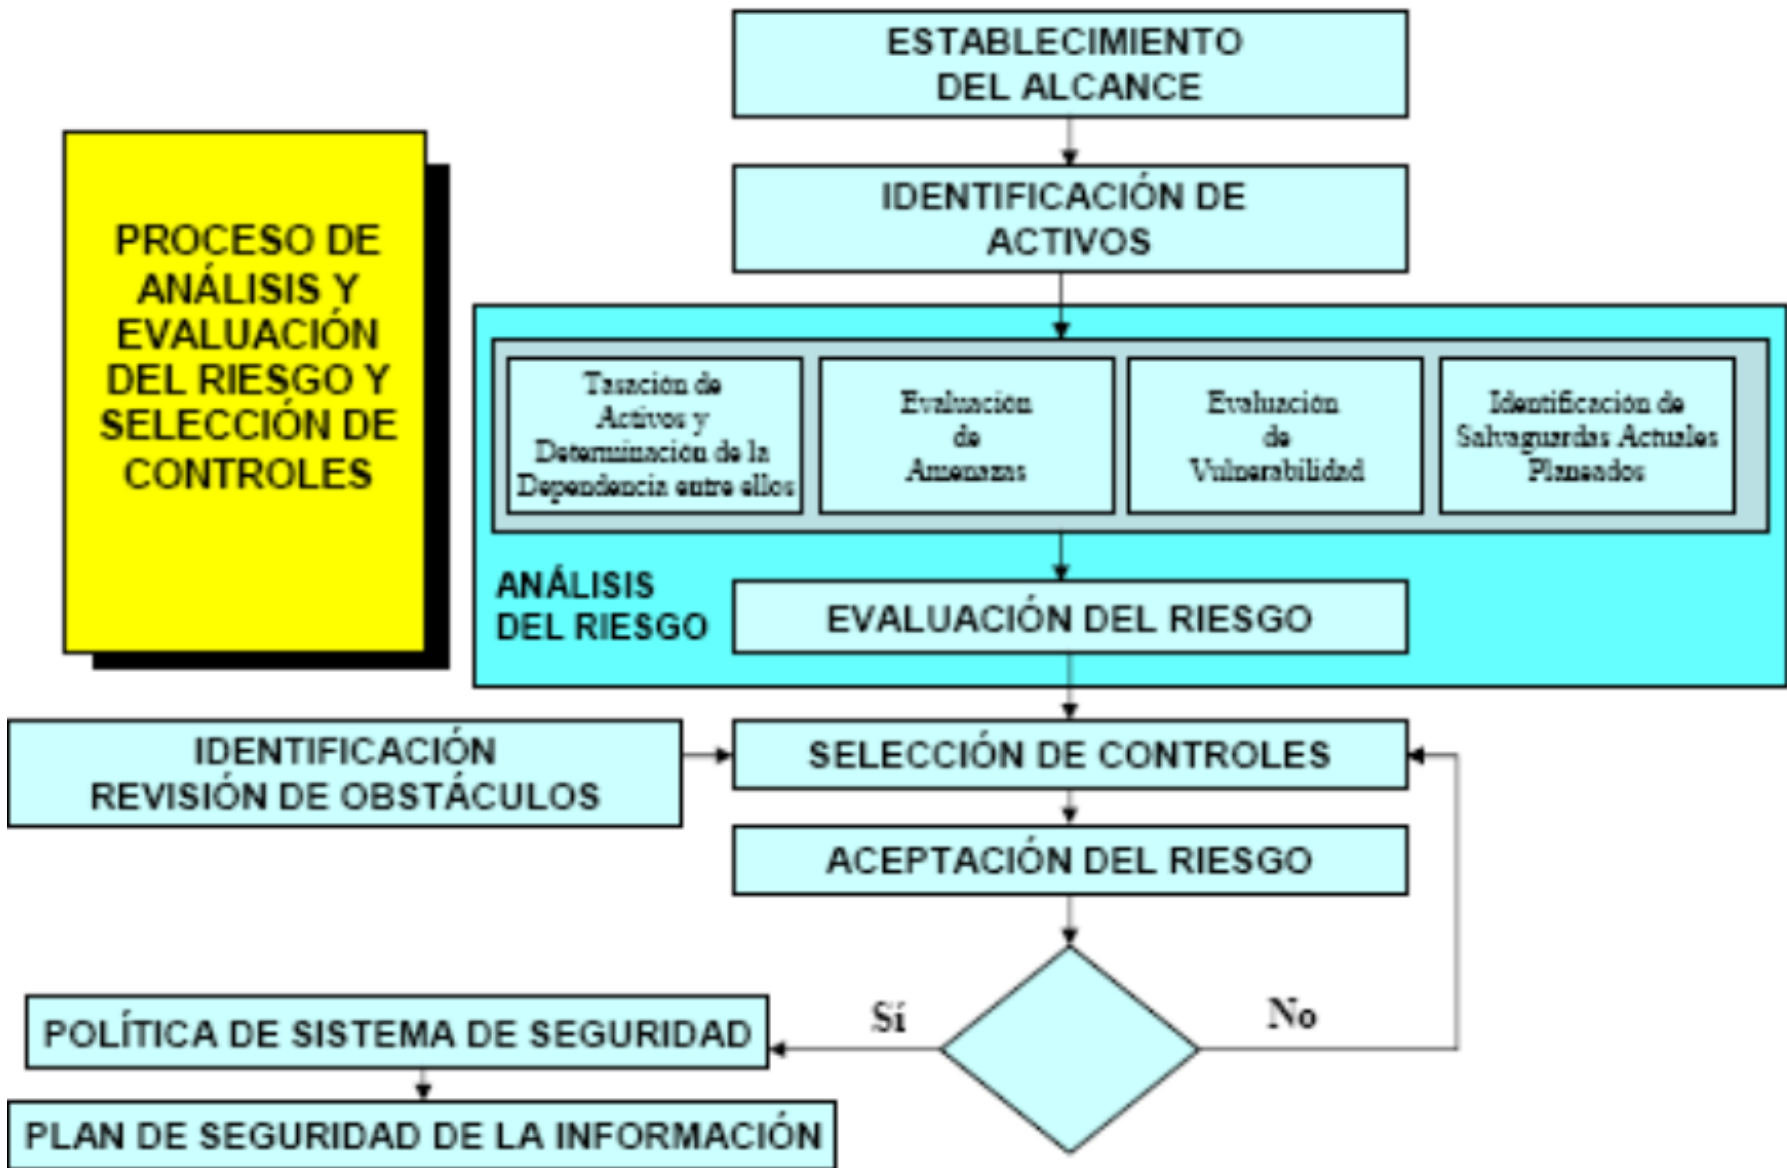 ESTABLECIMIENTO
DEL ALCANCE
IDENTIFICACIÓN DE
ACTIVOS
PROCESO DE
ANÁLISIS Y
EVALUACIÓN
DEL RIESGO Y
SELECCIÓN DE
CONTROLES
Tasación de
Activos y
Determinación de la
Dependencia entre ellos
Evaluación
de
Amenazas
Evaluación
de
Vulnerabilidad
Identificación de
Salvaguardas Actuales
Planeados
ANÁLISIS
DEL RIESGO
EVALUACIÓN DEL RIESGO
IDENTIFICACIÓN
REVISIÓN DE OBSTÁCULOS
SELECCIÓN DE CONTROLES
ACEPTACIÓN DEL RIESGO
Sí
No
POLÍTICA DE SISTEMA DE SEGURIDAD
PLAN DE SEGURIDAD DE LA INFORMACIÓN